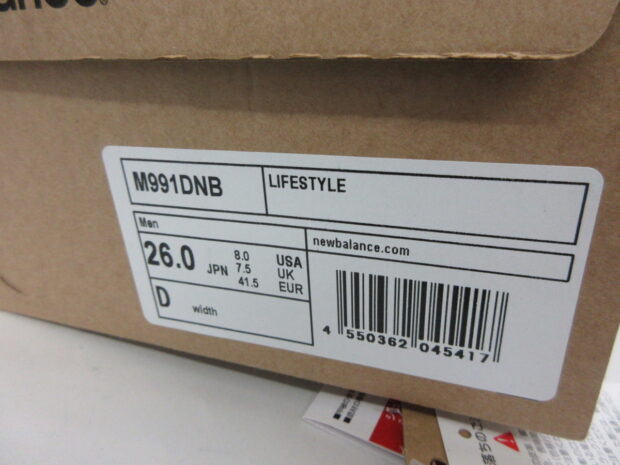 M991DNB
LIFESTYLE
Men
newbalance.com
26.0 JPN
8.0 USA
7.5 UK
41.5 EUR
D width
4 550362 045417